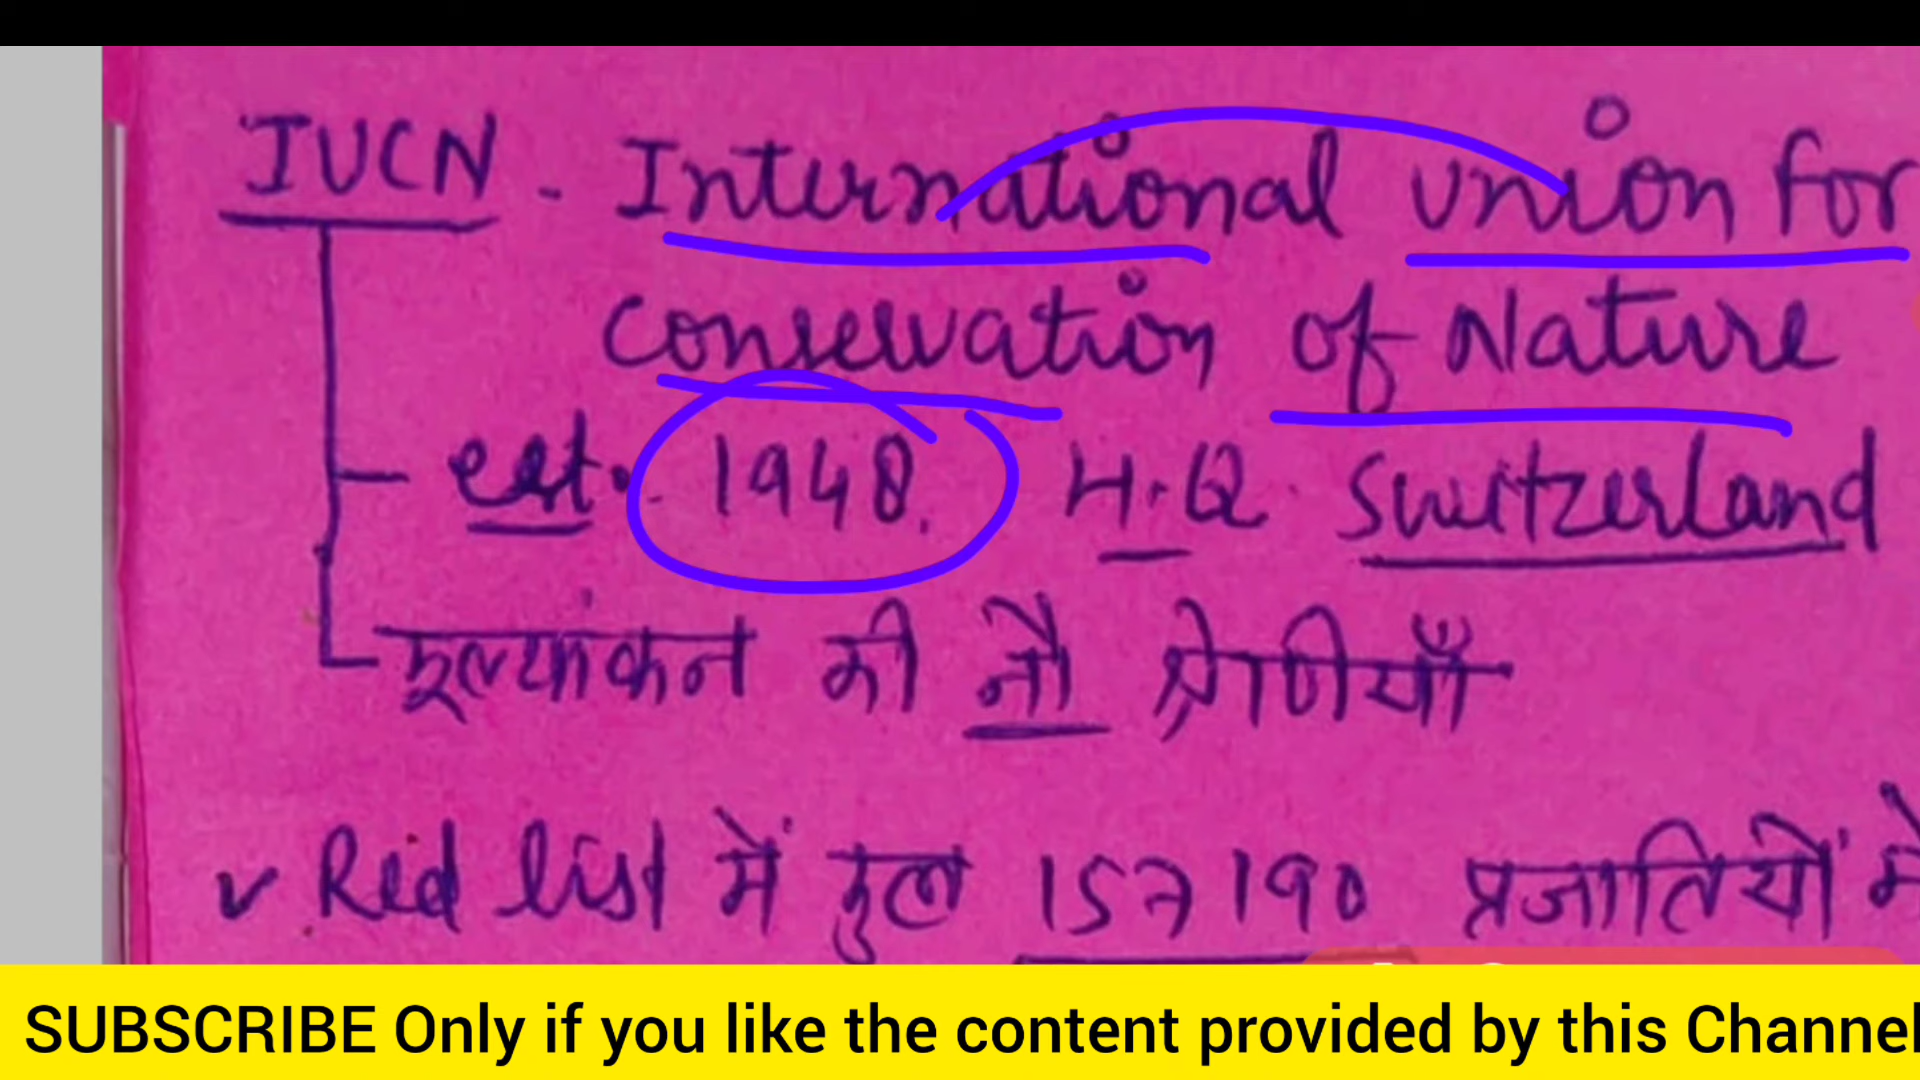 IUCN - International Union for
Conservation of Nature
est. 1948. H.Q. Switzerland
मूल्यांकन की नौ श्रेणीयाँ
✓ Red list में कुल 157190 प्रजातियों मे
SUBSCRIBE Only if you like the content provided by this Channel